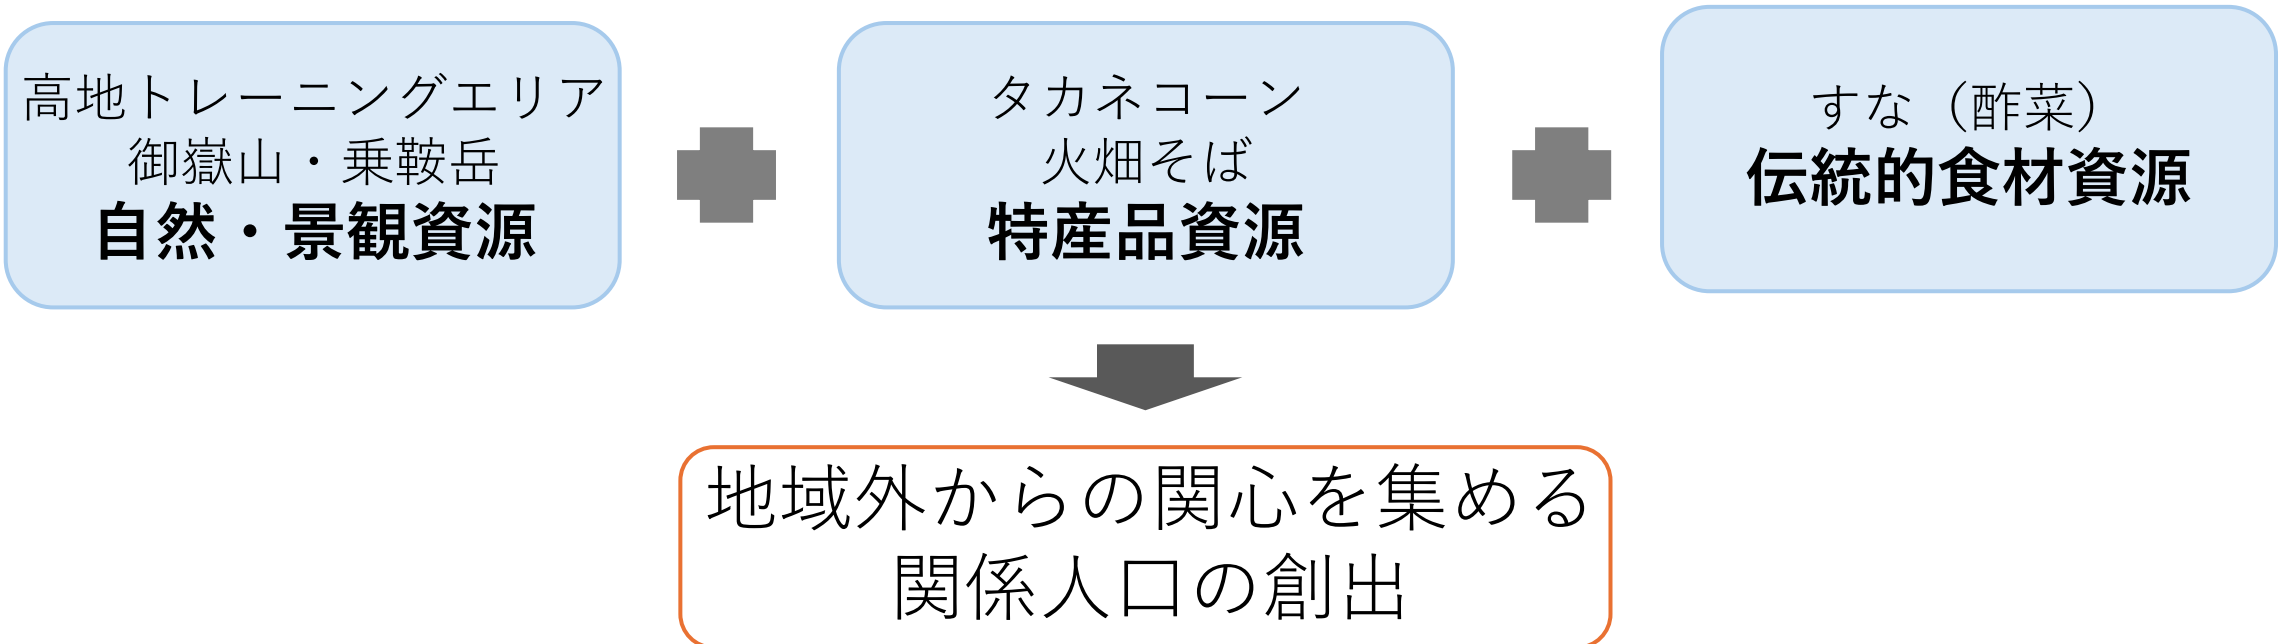 高地トレーニングエリア
御嶽山・乗鞍岳
自然・景観資源
タカネコーン
火畑そば
特産品資源
すな（酢菜）
伝統的食材資源
地域外からの関心を集める
関係人口の創出